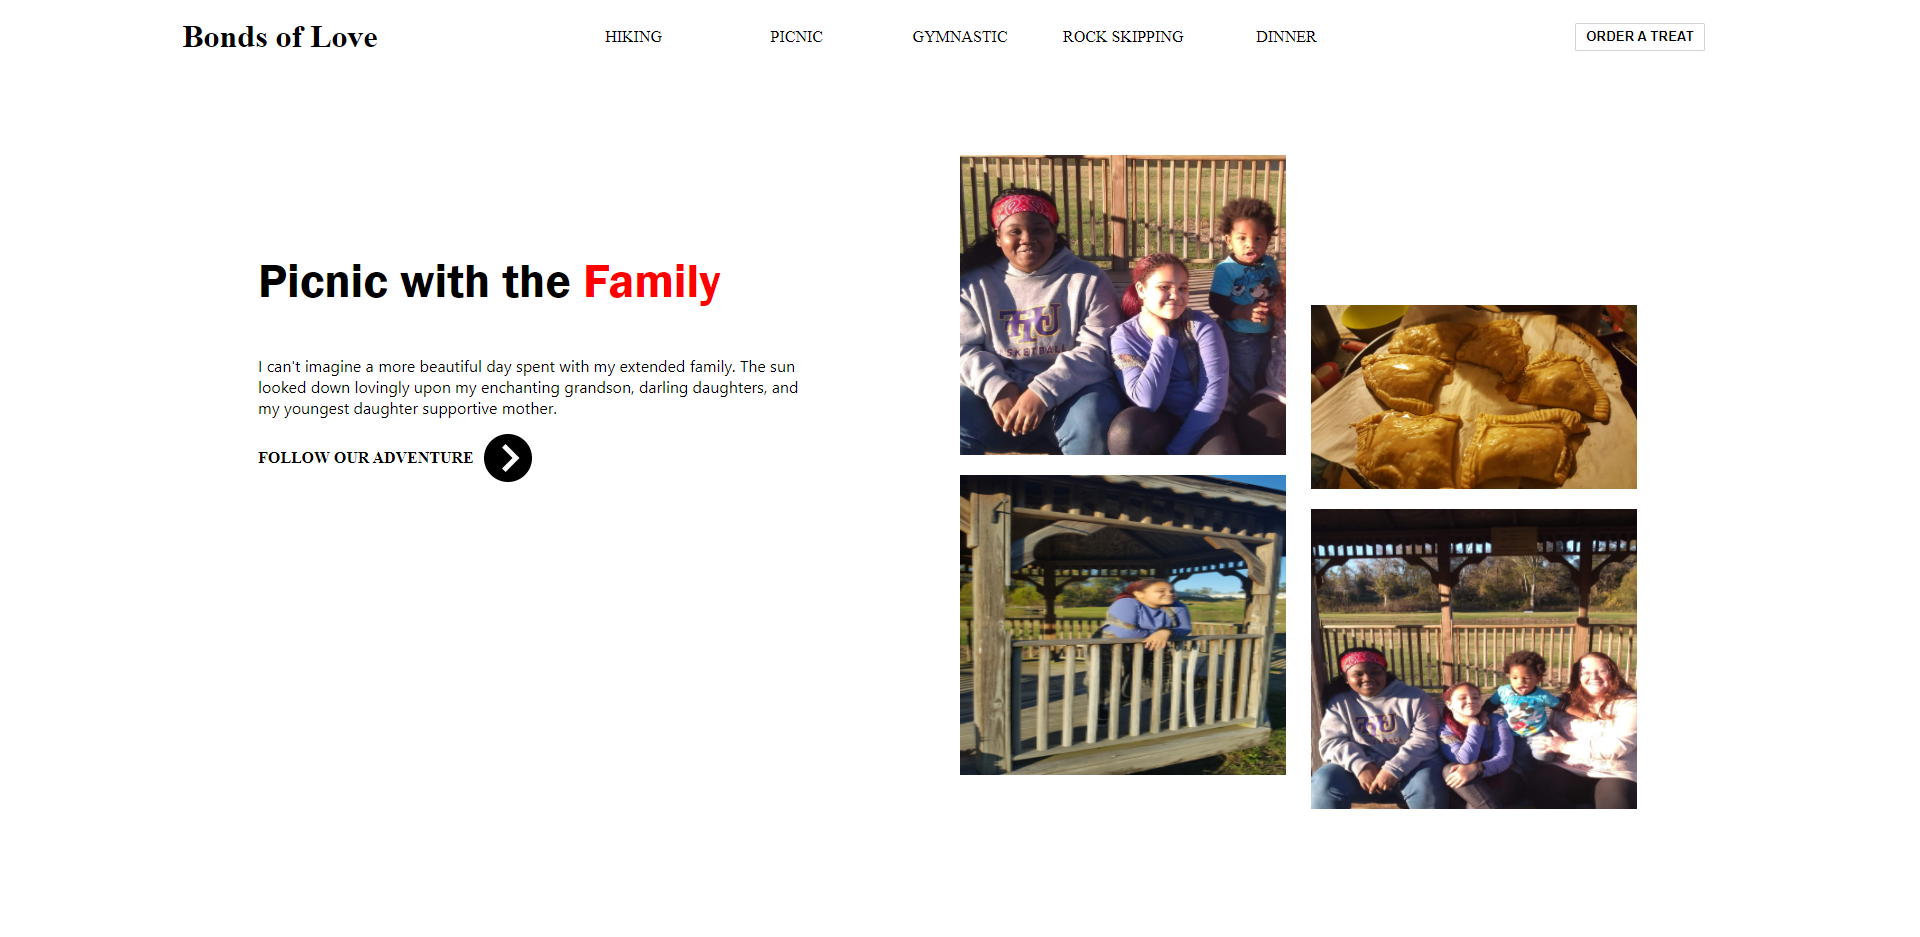 Bonds of Love
HIKING
PICNIC
GYMNASTIC
ROCK SKIPPING
DINNER
ORDER A TREAT
Picnic with the Family
I can't imagine a more beautiful day spent with my extended family. The sun
looked down lovingly upon my enchanting grandson, darling daughters, and
my youngest daughter supportive mother.
FOLLOW OUR ADVENTURE